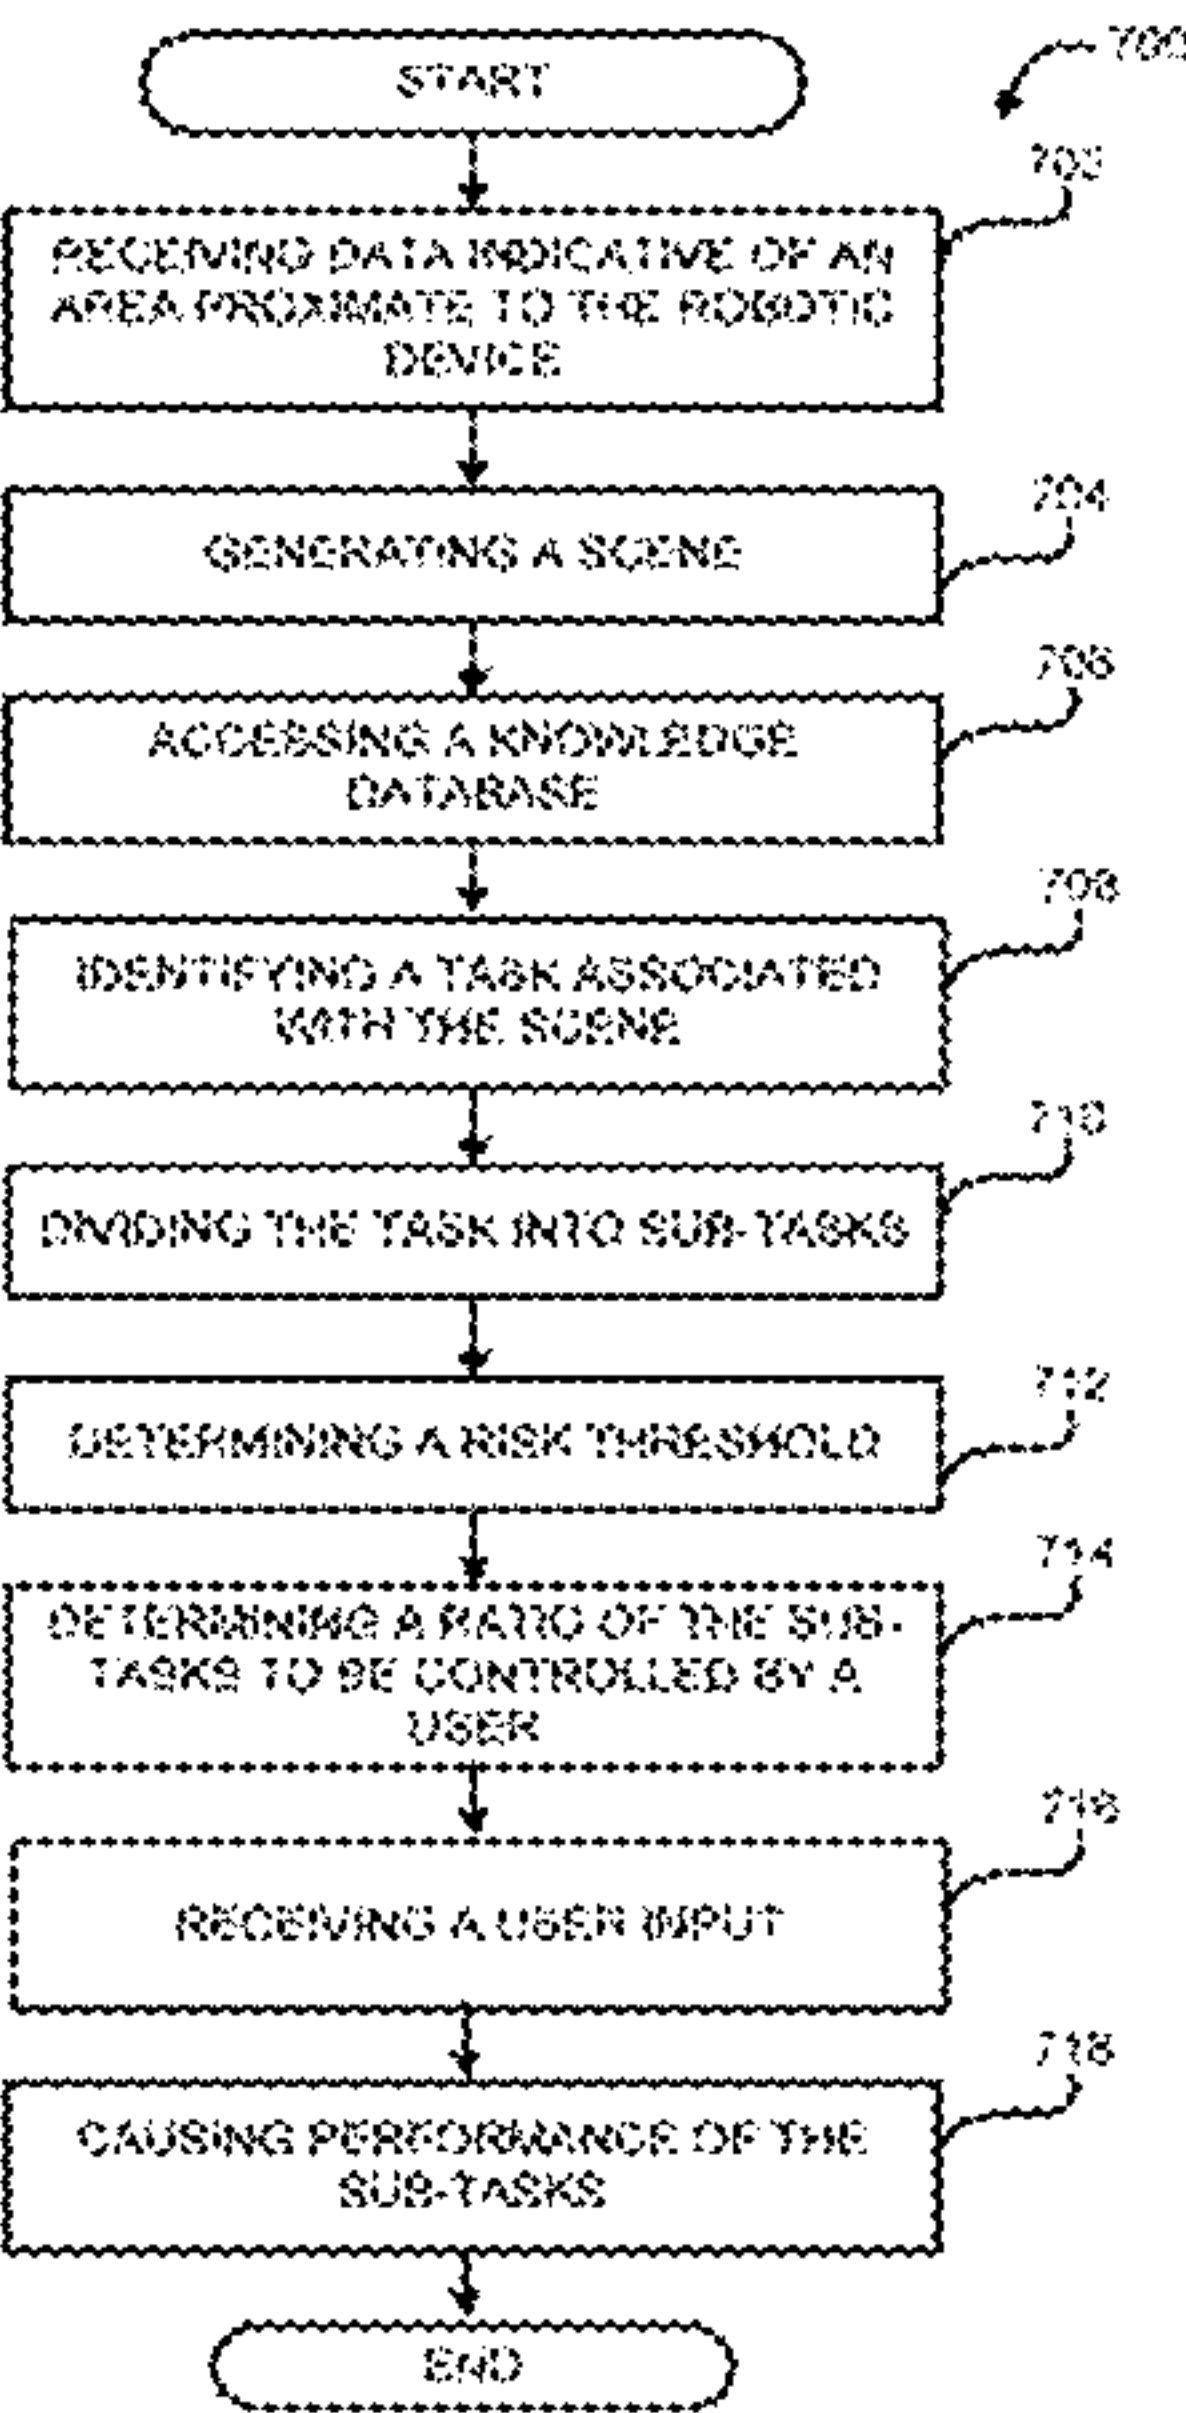 START
700
702
RECEIVING DATA INDICATIVE OF AN
AREA PROXIMATE TO THE ROBOTIC
DEVICE
704
GENERATING A SCENE
706
ACCESSING A KNOWLEDGE
DATABASE
708
IDENTIFYING A TASK ASSOCIATED
WITH THE SCENE
710
DIVIDING THE TASK INTO SUB-TASKS
712
DETERMINING A RISK THRESHOLD
714
DETERMINING A RATIO OF THE SUB-
TASKS TO BE CONTROLLED BY A
USER
716
RECEIVING A USER INPUT
718
CAUSING PERFORMANCE OF THE
SUB-TASKS
END